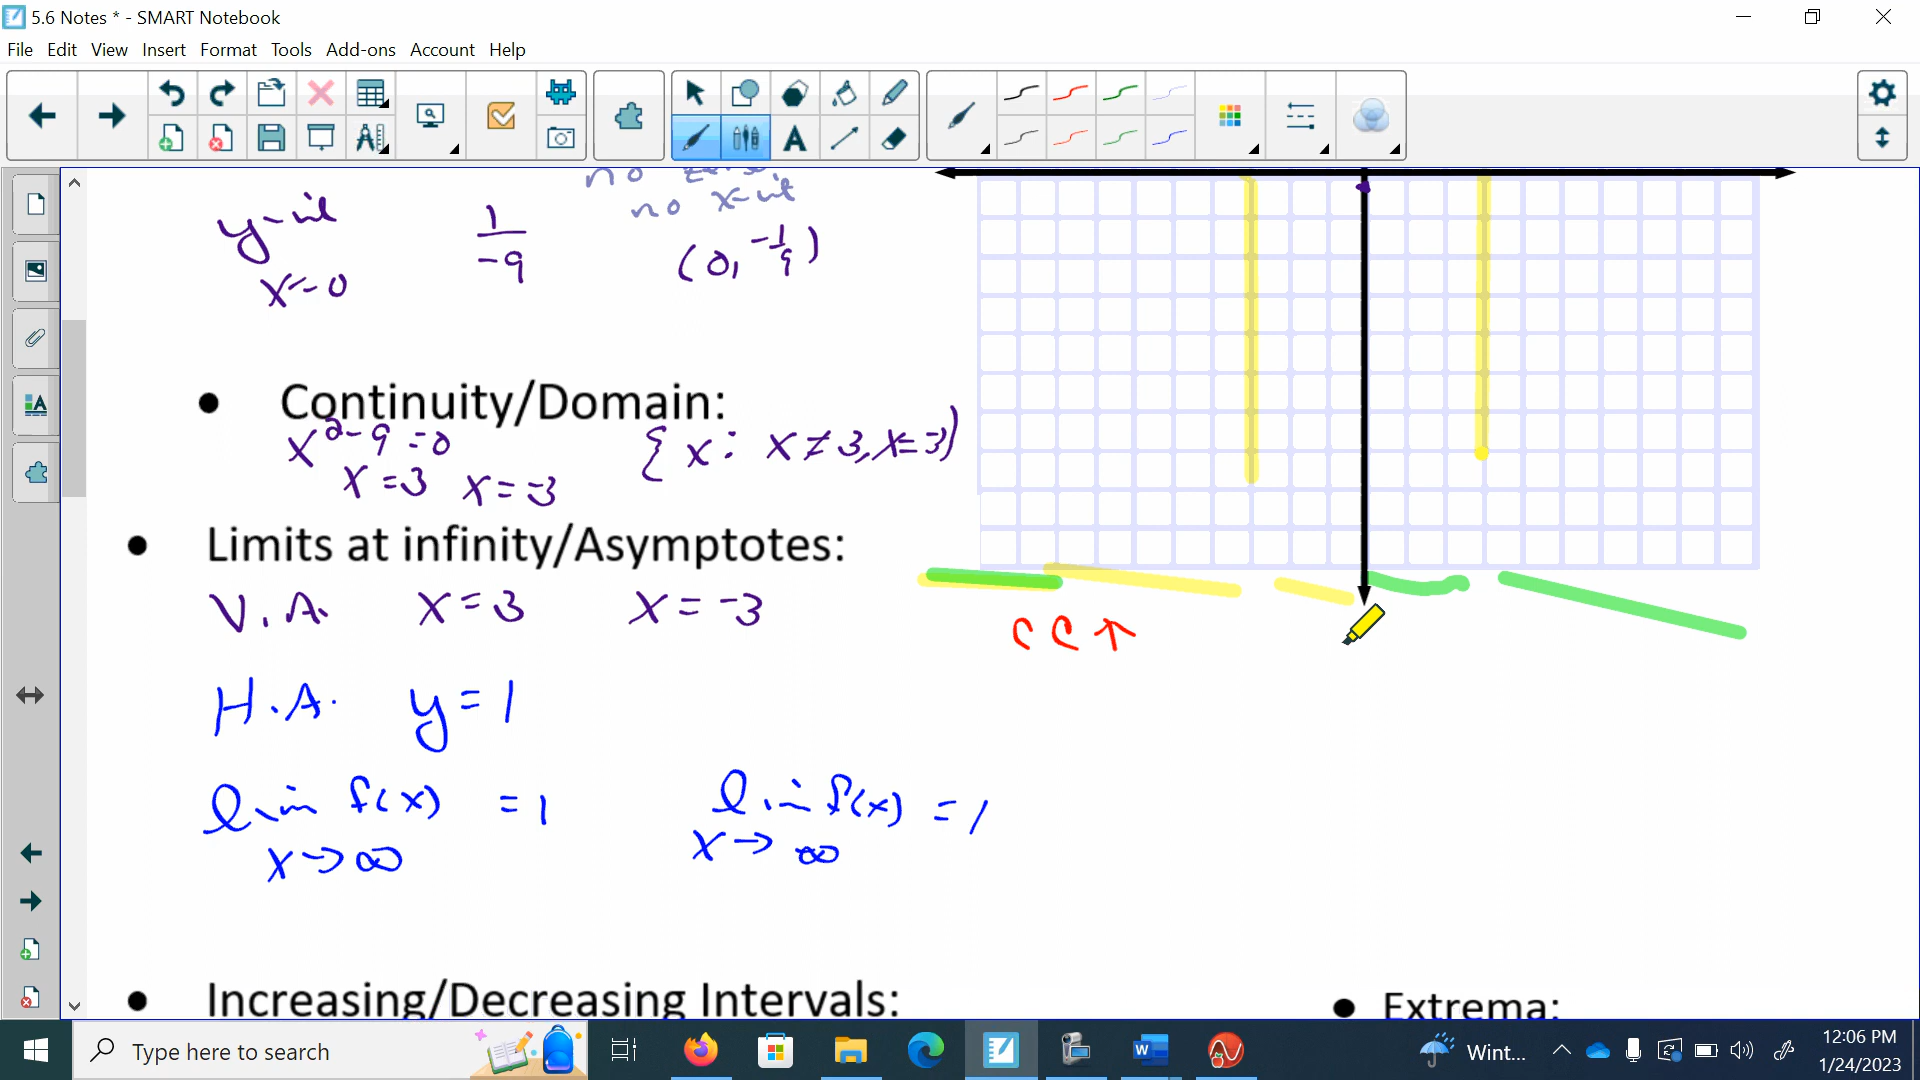 5.6 Notes * - SMART Notebook
File Edit View Insert Format Tools Add-ons Account Help
no
no x-int
y-int 1/-9 (0, -1/9)
x=0
• Continuity/Domain:
x²-9=0 {x: x≠3, x=-3}
x=3 x=-3
• Limits at infinity/Asymptotes:
V.A. x=3 x=-3
CC↑
H.A. y=1
lim f(x) =1 lim f(x) =1
x→∞ x→∞
• Increasing/Decreasing Intervals: • Extrema:
Type here to search
Wint...
12:06 PM
1/24/2023